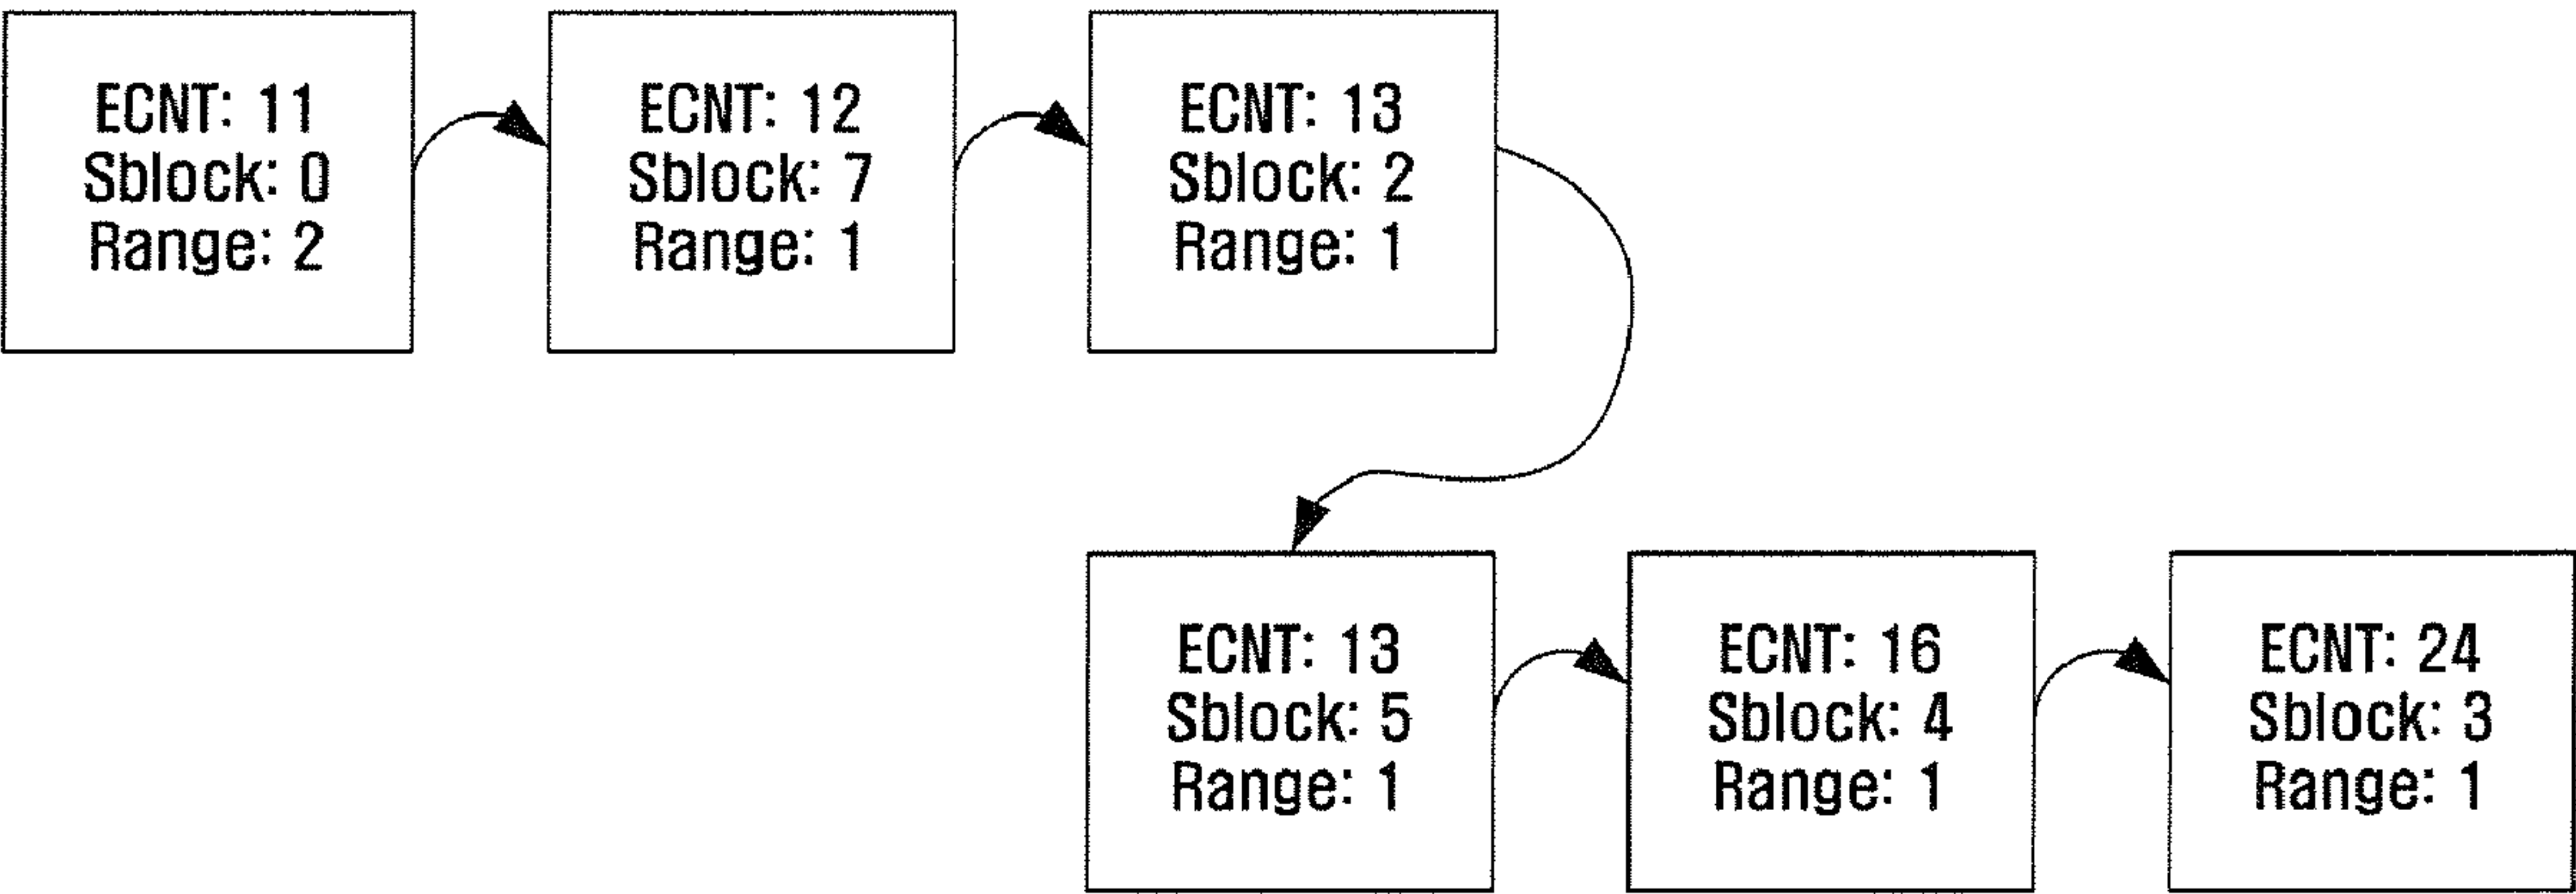 ECNT: 11
Sblock: 0
Range: 2
ECNT: 12
Sblock: 7
Range: 1
ECNT: 13
Sblock: 2
Range: 1
ECNT: 13
Sblock: 5
Range: 1
ECNT: 16
Sblock: 4
Range: 1
ECNT: 24
Sblock: 3
Range: 1